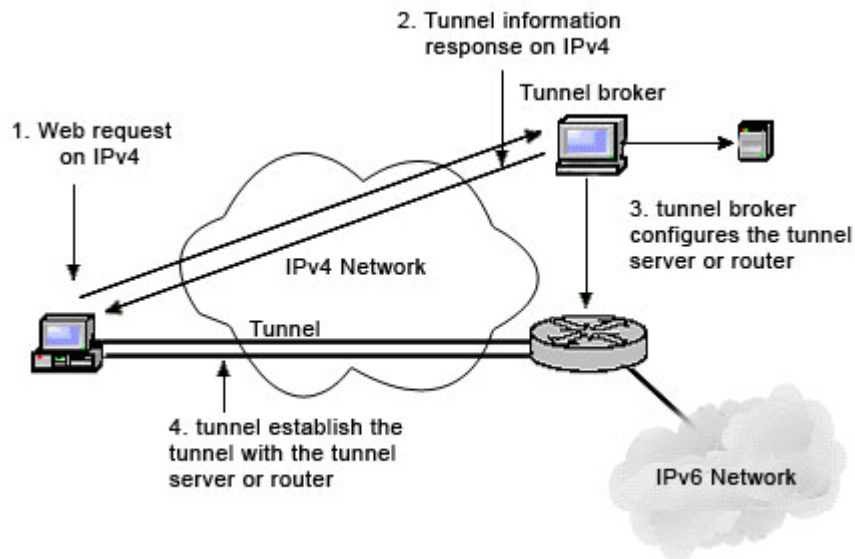 2. Tunnel information
response on IPv4
Tunnel broker
1. Web request
on IPv4
3. tunnel broker
configures the tunnel
server or router
IPv4 Network
Tunnel
4. tunnel establish the
tunnel with the tunnel
server or router
IPv6 Network